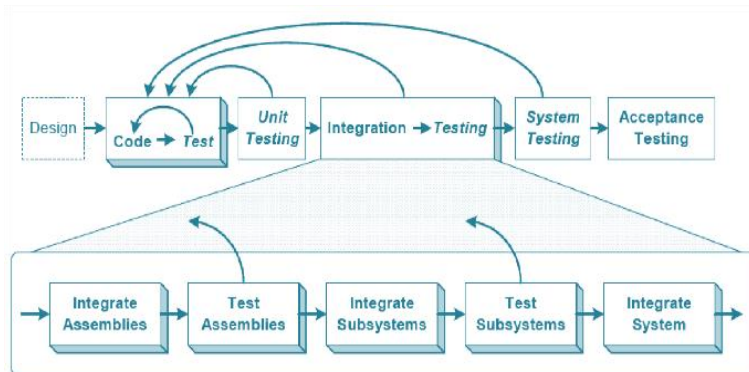 Design
Code
Test
Unit
Testing
Integration
Testing
System
Testing
Acceptance
Testing
Integrate
Assemblies
Test
Assemblies
Integrate
Subsystems
Test
Subsystems
Integrate
System